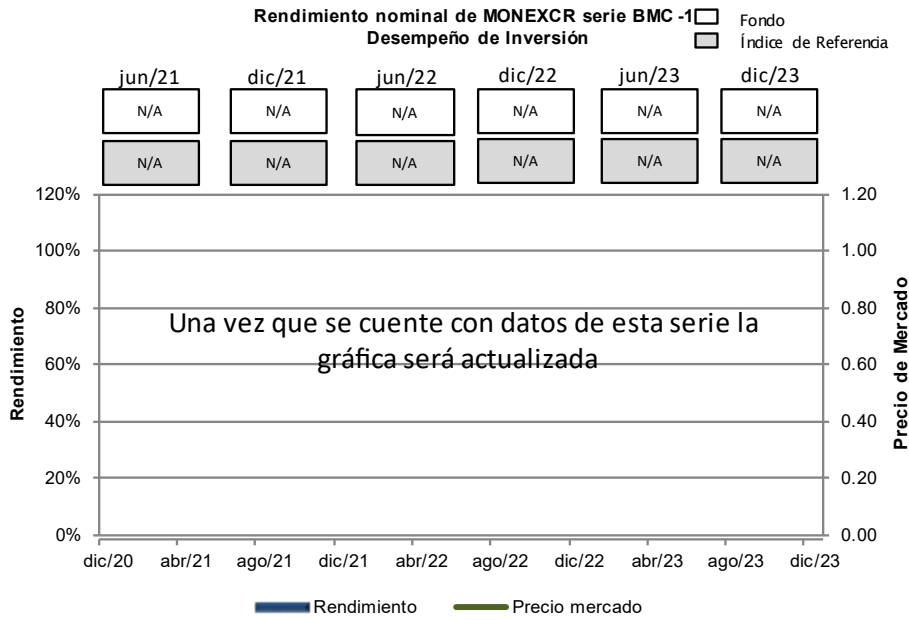 Rendimiento nominal de MONEXCR serie BMC -1
Desempeño de Inversión
Fondo
Índice de Referencia
jun/21 dic/21 jun/22 dic/22 jun/23 dic/23
N/A N/A N/A N/A N/A N/A
N/A N/A N/A N/A N/A N/A
120% 1.20
100% 1.00
80% 0.80
Una vez que se cuente con datos de esta serie la
gráfica será actualizada
60% 0.60
40% 0.40
20% 0.20
0% 0.00
Rendimiento
Precio de Mercado
dic/20 abr/21 ago/21 dic/21 abr/22 ago/22 dic/22 abr/23 ago/23 dic/23
Rendimiento Precio mercado